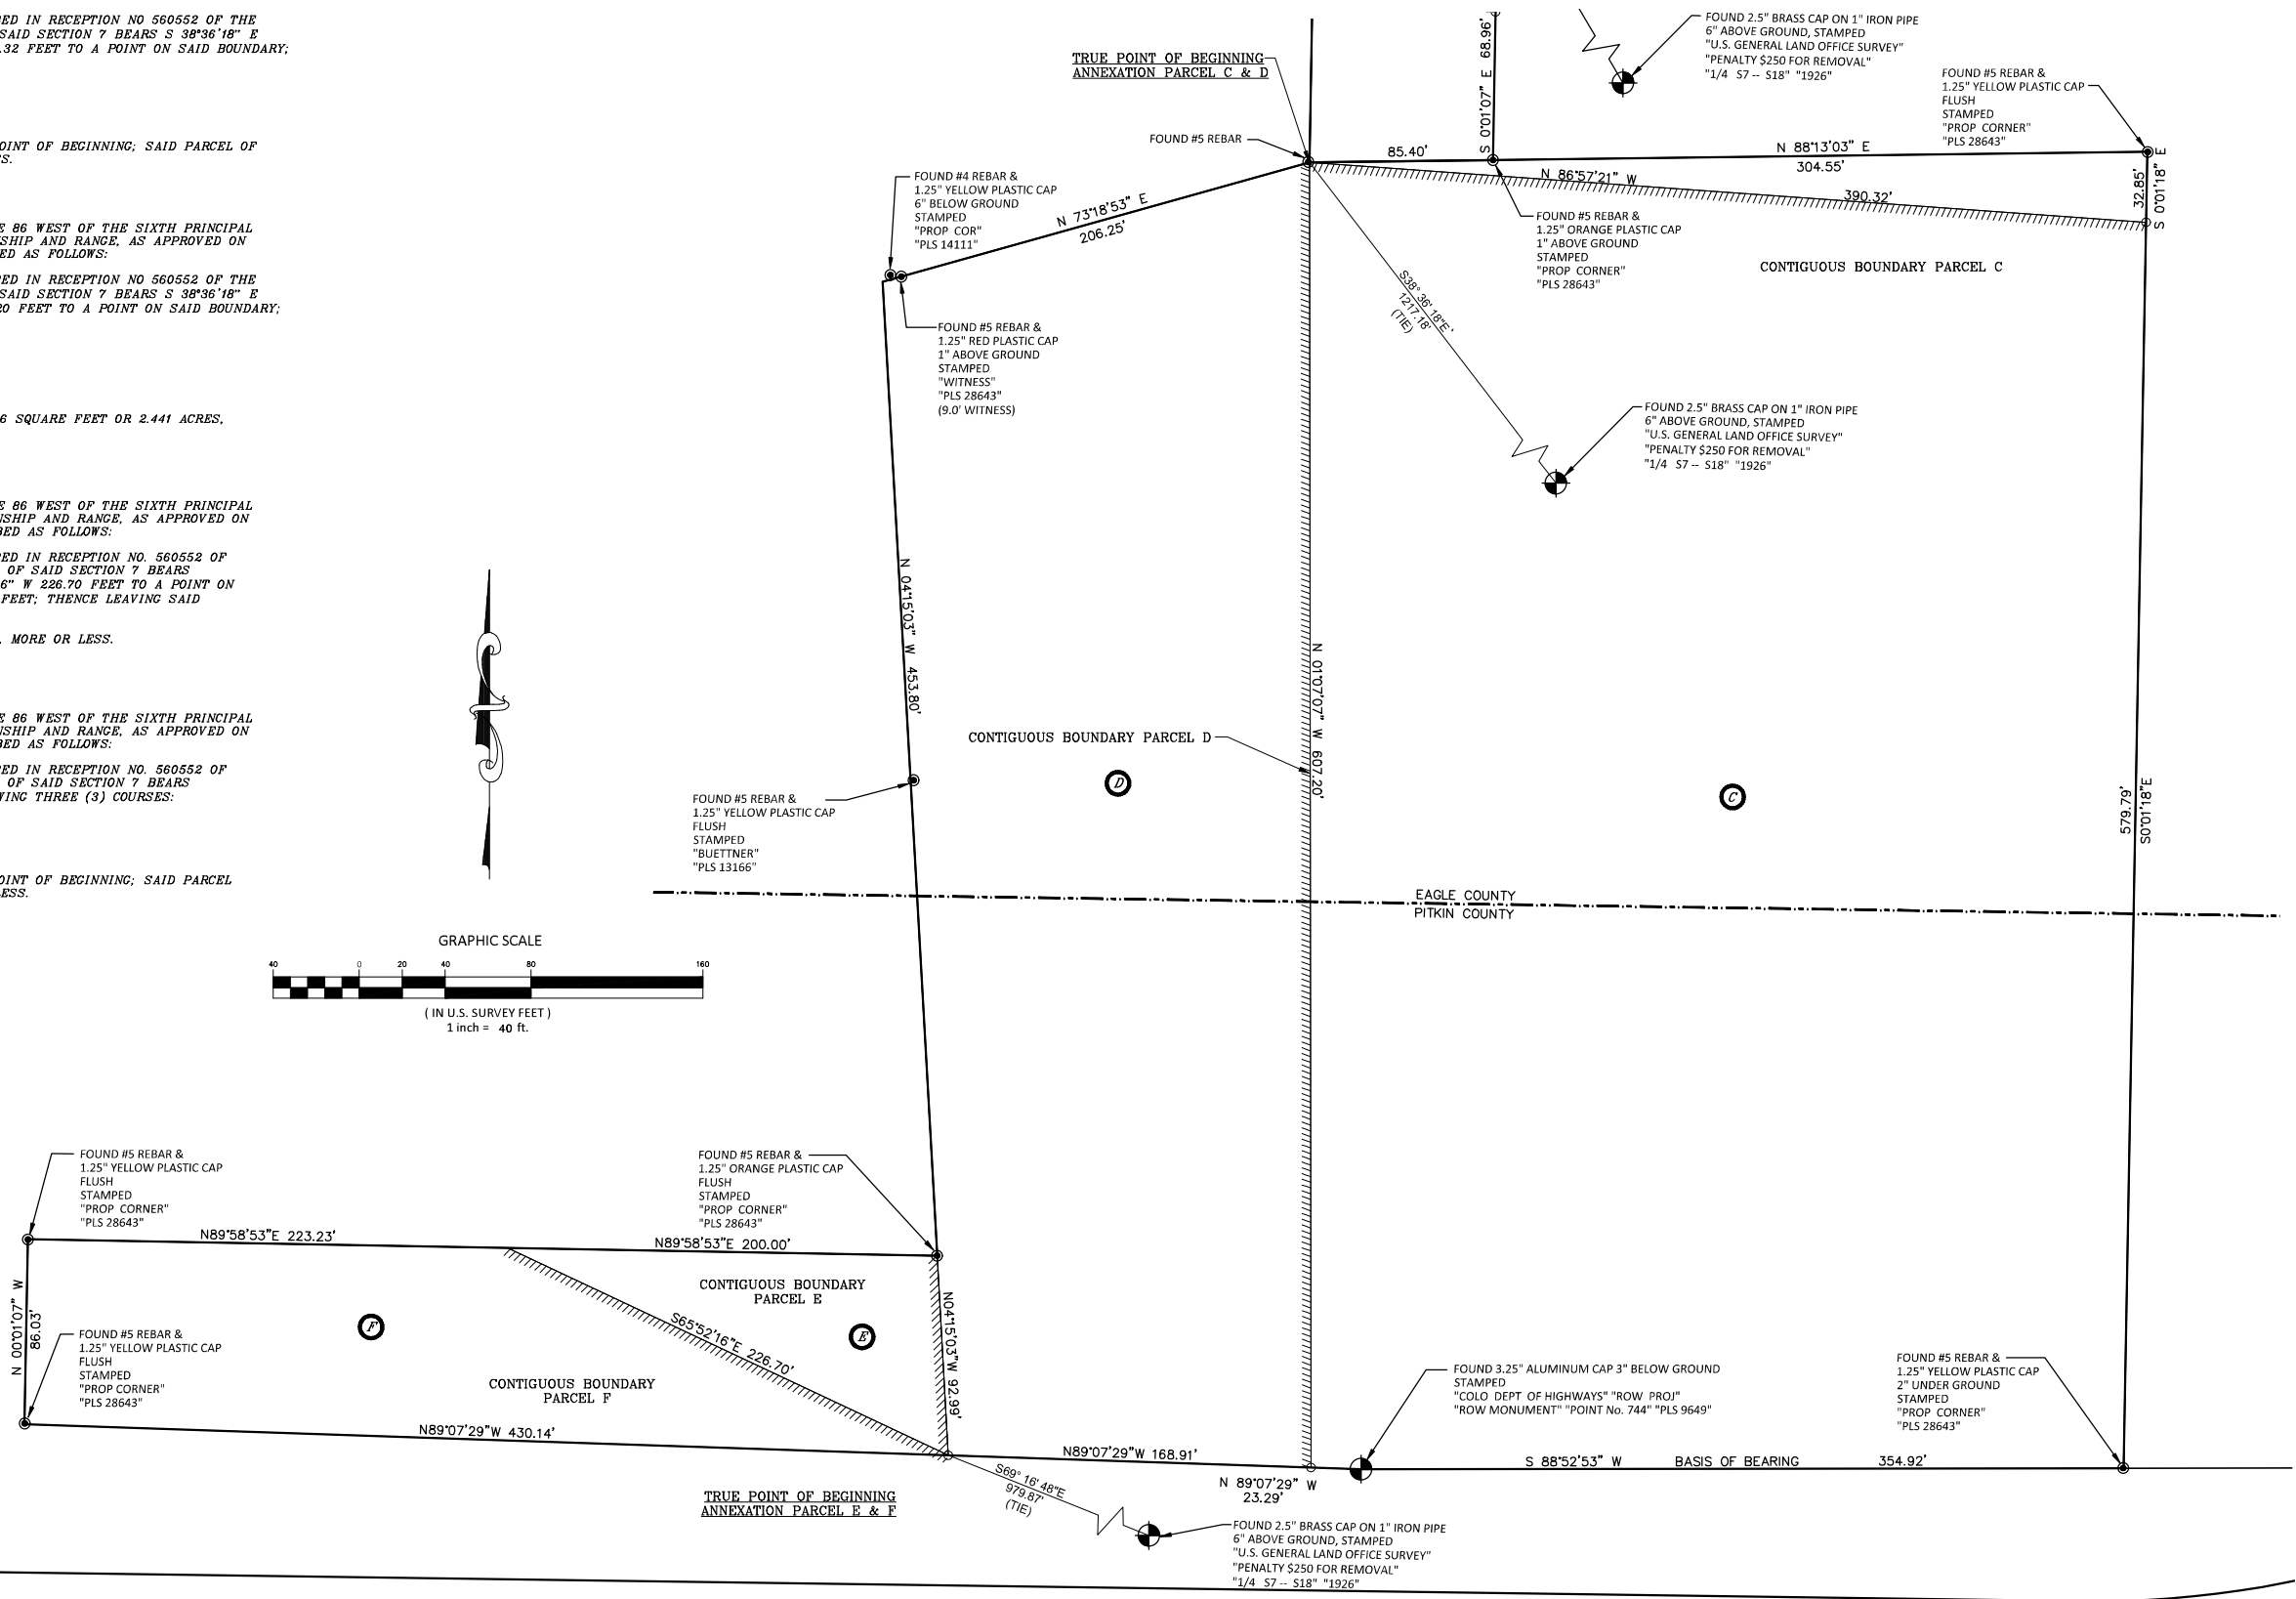 ED IN RECEPTION NO 560552 OF THE
SAID SECTION 7 BEARS S 38°36'18" E
.32 FEET TO A POINT ON SAID BOUNDARY;
OINT OF BEGINNING; SAID PARCEL OF
SS.
E 86 WEST OF THE SIXTH PRINCIPAL
SHIP AND RANGE, AS APPROVED ON
ED AS FOLLOWS:
ED IN RECEPTION NO 560552 OF THE
SAID SECTION 7 BEARS S 38°36'18" E
20 FEET TO A POINT ON SAID BOUNDARY;
6 SQUARE FEET OR 2.441 ACRES,
E 86 WEST OF THE SIXTH PRINCIPAL
NSHIP AND RANGE, AS APPROVED ON
BED AS FOLLOWS:
ED IN RECEPTION NO. 560552 OF
OF SAID SECTION 7 BEARS
6" W 226.70 FEET TO A POINT ON
FEET; THENCE LEAVING SAID
, MORE OR LESS.
E 86 WEST OF THE SIXTH PRINCIPAL
NSHIP AND RANGE, AS APPROVED ON
BED AS FOLLOWS:
ED IN RECEPTION NO. 560552 OF
OF SAID SECTION 7 BEARS
WING THREE (3) COURSES:
OINT OF BEGINNING; SAID PARCEL
ESS.
TRUE POINT OF BEGINNING
ANNEXATION PARCEL C & D
FOUND #5 REBAR
S 0°01'07" E 68.96'
FOUND 2.5" BRASS CAP ON 1" IRON PIPE
6" ABOVE GROUND, STAMPED
"U.S. GENERAL LAND OFFICE SURVEY"
"PENALTY $250 FOR REMOVAL"
"1/4 S7 -- S18" "1926"
FOUND #5 REBAR &
1.25" YELLOW PLASTIC CAP
FLUSH
STAMPED
"PROP CORNER"
"PLS 28643"
85.40'
N 88°13'03" E
304.55'
N 86°57'21" W
390.32'
32.85'
S 0°01'18" E
FOUND #4 REBAR &
1.25" YELLOW PLASTIC CAP
6" BELOW GROUND
STAMPED
"PROP COR"
"PLS 14111"
N 73°18'53" E
206.25'
FOUND #5 REBAR &
1.25" ORANGE PLASTIC CAP
1" ABOVE GROUND
STAMPED
"PROP CORNER"
"PLS 28643"
CONTIGUOUS BOUNDARY PARCEL C
S38° 36'18"E'
1217.18'
(TIE)
FOUND #5 REBAR &
1.25" RED PLASTIC CAP
1" ABOVE GROUND
STAMPED
"WITNESS"
"PLS 28643"
(9.0' WITNESS)
FOUND 2.5" BRASS CAP ON 1" IRON PIPE
6" ABOVE GROUND, STAMPED
"U.S. GENERAL LAND OFFICE SURVEY"
"PENALTY $250 FOR REMOVAL"
"1/4 S7 -- S18" "1926"
N 04°15'03" W 453.80'
N 01°07'07" W 607.20'
CONTIGUOUS BOUNDARY PARCEL D
D
C
579.79'
S0°01'18"E
FOUND #5 REBAR &
1.25" YELLOW PLASTIC CAP
FLUSH
STAMPED
"BUETTNER"
"PLS 13166"
EAGLE COUNTY
PITKIN COUNTY
GRAPHIC SCALE
40 0 20 40 80 160
( IN U.S. SURVEY FEET )
1 inch = 40 ft.
FOUND #5 REBAR &
1.25" YELLOW PLASTIC CAP
FLUSH
STAMPED
"PROP CORNER"
"PLS 28643"
FOUND #5 REBAR &
1.25" ORANGE PLASTIC CAP
FLUSH
STAMPED
"PROP CORNER"
"PLS 28643"
N89°58'53"E 223.23'
N89°58'53"E 200.00'
N 00°01'07" W
86.03'
CONTIGUOUS BOUNDARY
PARCEL E
F
E
S65°52'16"E 226.70'
N04°15'03"W 92.99'
FOUND #5 REBAR &
1.25" YELLOW PLASTIC CAP
FLUSH
STAMPED
"PROP CORNER"
"PLS 28643"
CONTIGUOUS BOUNDARY
PARCEL F
N89°07'29"W 430.14'
N89°07'29"W 168.91'
FOUND 3.25" ALUMINUM CAP 3" BELOW GROUND
STAMPED
"COLO DEPT OF HIGHWAYS" "ROW PROJ"
"ROW MONUMENT" "POINT No. 744" "PLS 9649"
FOUND #5 REBAR &
1.25" YELLOW PLASTIC CAP
2" UNDER GROUND
STAMPED
"PROP CORNER"
"PLS 28643"
S 88°52'53" W BASIS OF BEARING 354.92'
N 89°07'29" W
23.29'
S69° 16'48"E
979.87'
(TIE)
TRUE POINT OF BEGINNING
ANNEXATION PARCEL E & F
FOUND 2.5" BRASS CAP ON 1" IRON PIPE
6" ABOVE GROUND, STAMPED
"U.S. GENERAL LAND OFFICE SURVEY"
"PENALTY $250 FOR REMOVAL"
"1/4 S7 -- S18" "1926"